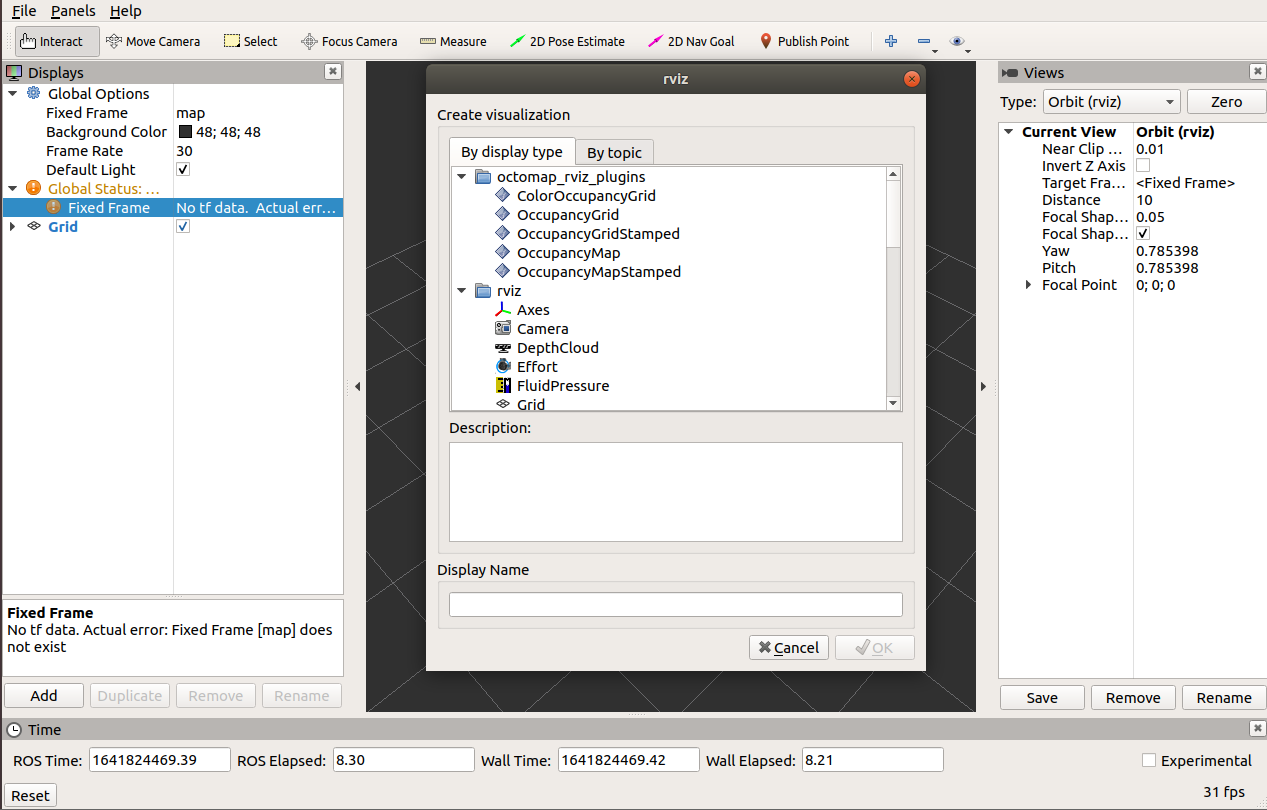 File Panels Help
Interact Move Camera Select Focus Camera Measure 2D Pose Estimate 2D Nav Goal Publish Point
Displays
Global Options
Fixed Frame map
Background Color 48; 48; 48
Frame Rate 30
Default Light
Global Status: ...
Fixed Frame No tf data. Actual err...
Grid
Fixed Frame
No tf data. Actual error: Fixed Frame [map] does
not exist
Add Duplicate Remove Rename
rviz
Create visualization
By display type By topic
octomap_rviz_plugins
ColorOccupancyGrid
OccupancyGrid
OccupancyGridStamped
OccupancyMap
OccupancyMapStamped
rviz
Axes
Camera
DepthCloud
Effort
FluidPressure
Grid
Description:
Display Name
Cancel OK
Views
Type: Orbit (rviz) Zero
Current View Orbit (rviz)
Near Clip ... 0.01
Invert Z Axis
Target Fra... <Fixed Frame>
Distance 10
Focal Shap... 0.05
Focal Shap...
Yaw 0.785398
Pitch 0.785398
Focal Point 0; 0; 0
Save Remove Rename
Time
ROS Time: 1641824469.39 ROS Elapsed: 8.30 Wall Time: 1641824469.42 Wall Elapsed: 8.21 Experimental
Reset 31 fps